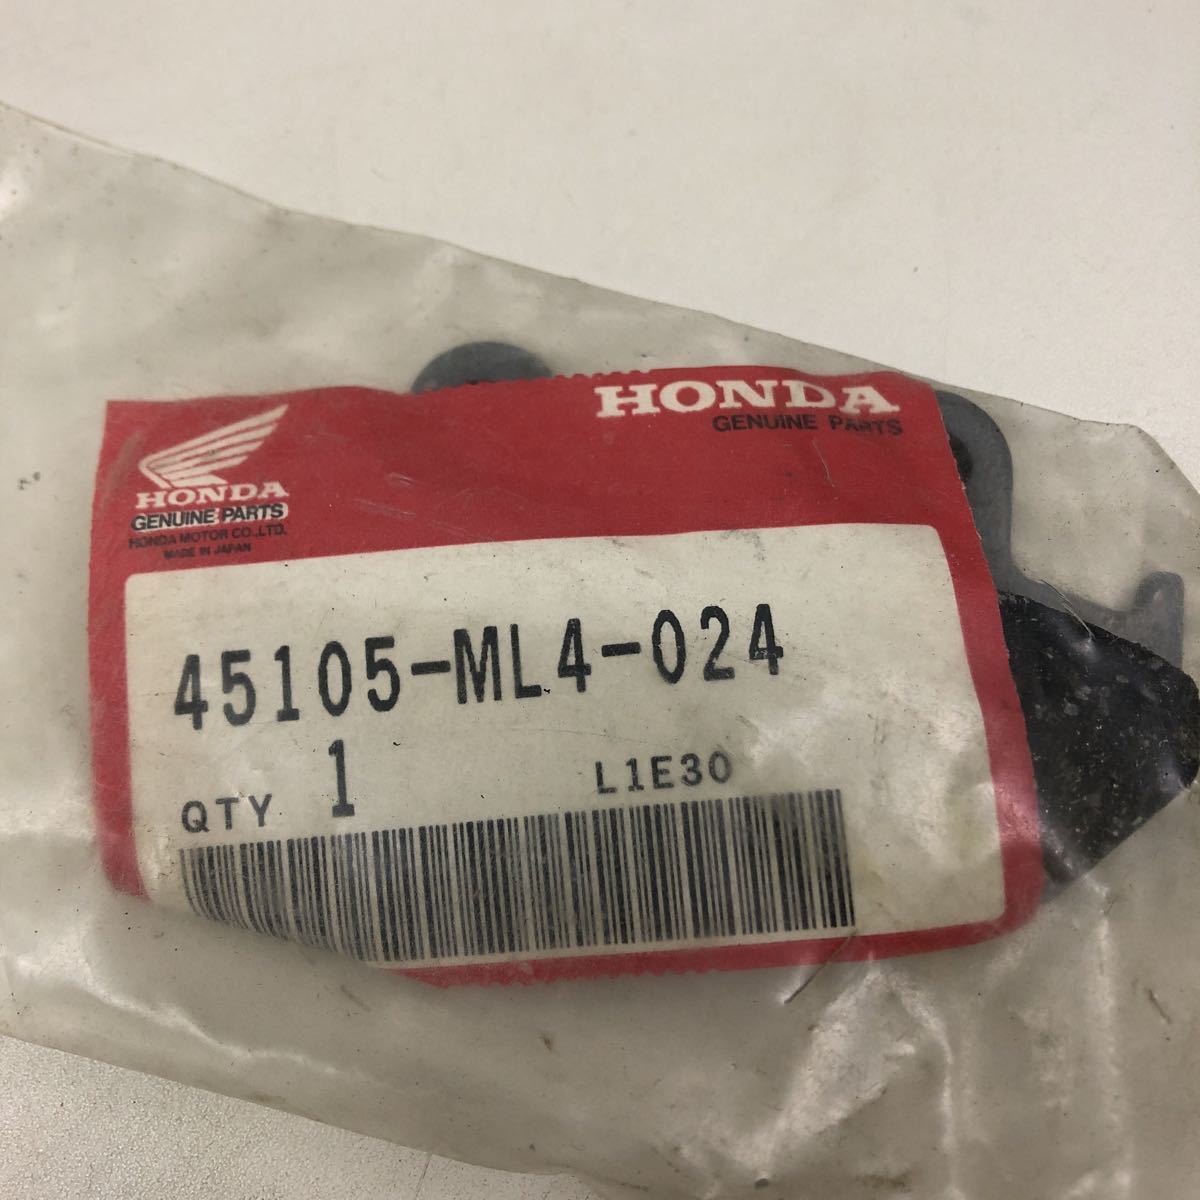 HONDA
GENUINE PARTS
HONDA
GENUINE PARTS
HONDA MOTOR CO.,LTD.
MADE IN JAPAN
45105-ML4-024
QTY 1 L1E30